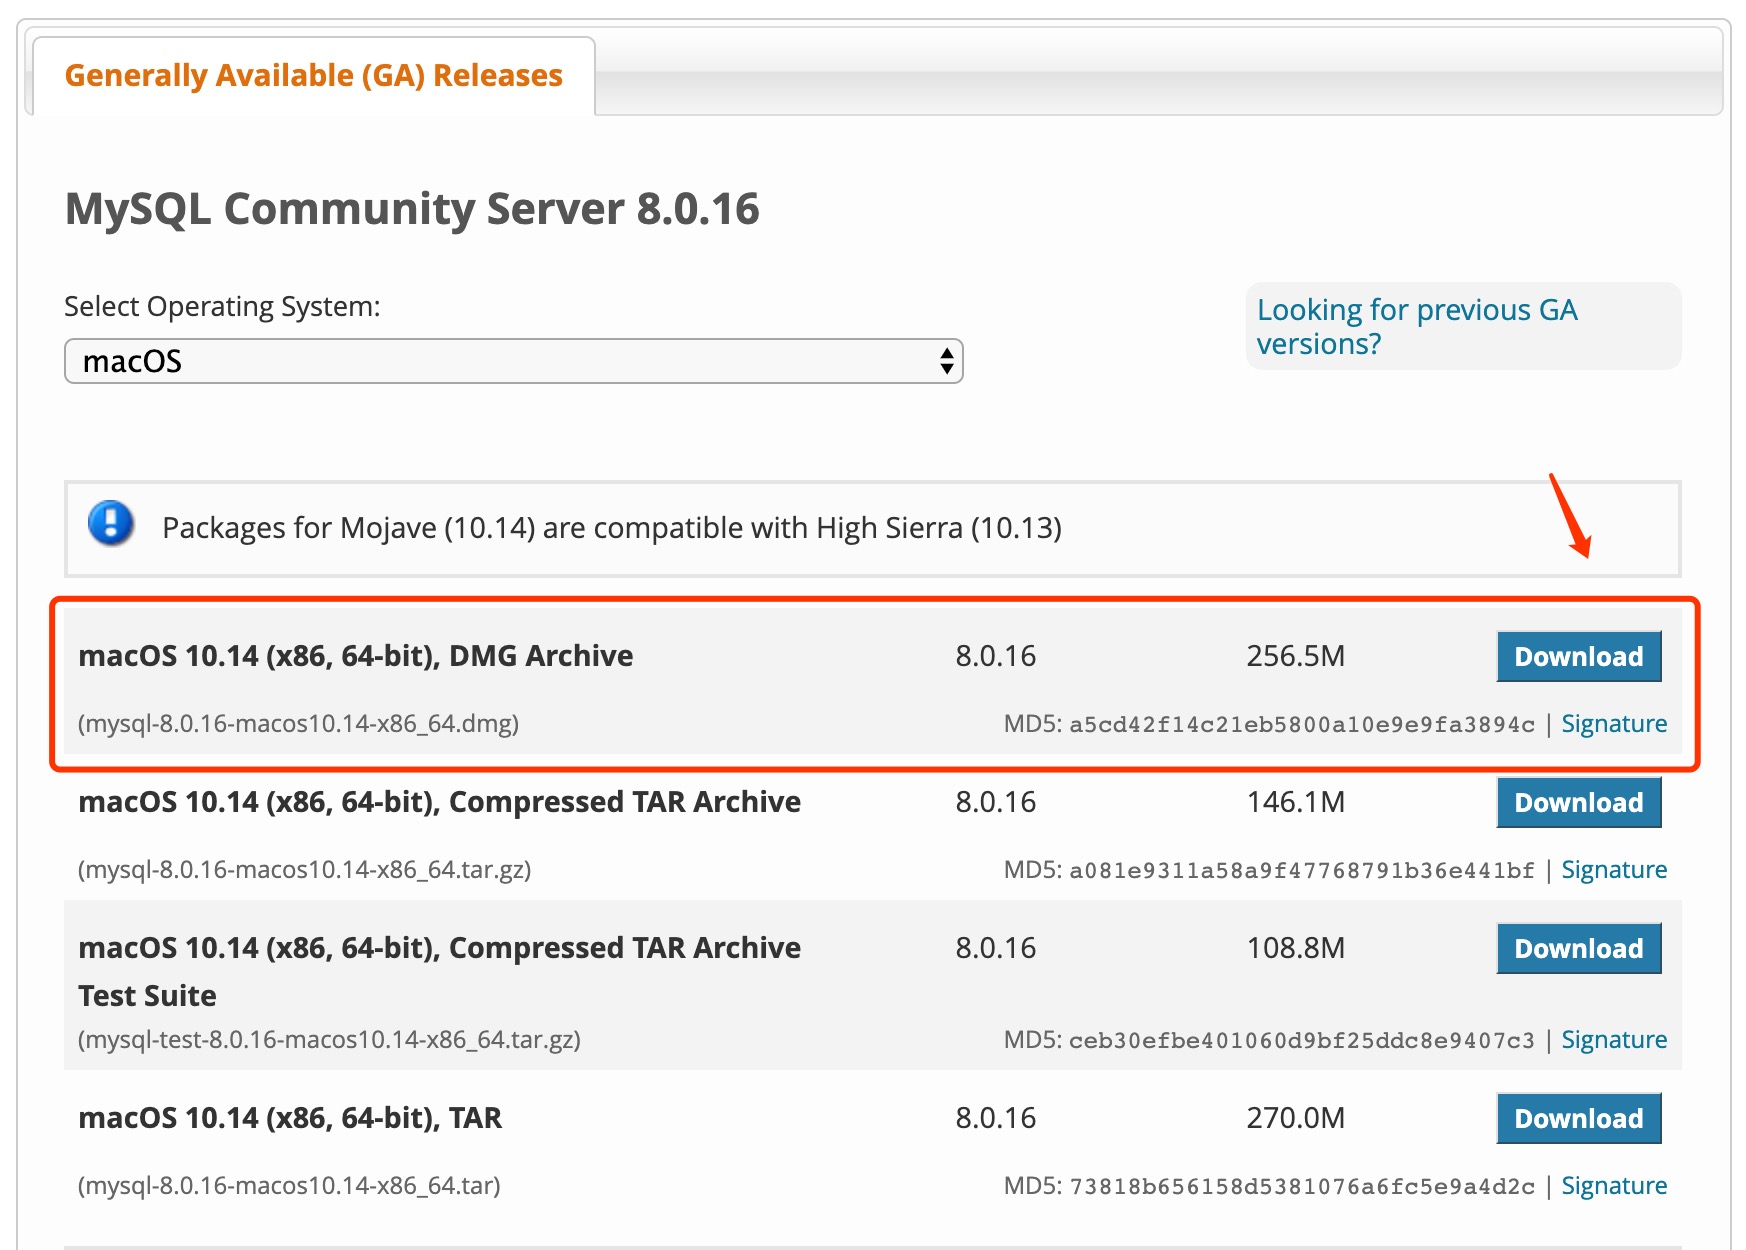 Generally Available (GA) Releases
MySQL Community Server 8.0.16
Select Operating System:
macOS
Looking for previous GA
versions?
Packages for Mojave (10.14) are compatible with High Sierra (10.13)
macOS 10.14 (x86, 64-bit), DMG Archive 8.0.16 256.5M Download
(mysql-8.0.16-macos10.14-x86_64.dmg) MD5: a5cd42f14c21eb5800a10e9e9fa3894c | Signature
macOS 10.14 (x86, 64-bit), Compressed TAR Archive 8.0.16 146.1M Download
(mysql-8.0.16-macos10.14-x86_64.tar.gz) MD5: a081e9311a58a9f47768791b36e441bf | Signature
macOS 10.14 (x86, 64-bit), Compressed TAR Archive 8.0.16 108.8M Download
Test Suite
(mysql-test-8.0.16-macos10.14-x86_64.tar.gz) MD5: ceb30efbe401060d9bf25ddc8e9407c3 | Signature
macOS 10.14 (x86, 64-bit), TAR 8.0.16 270.0M Download
(mysql-8.0.16-macos10.14-x86_64.tar) MD5: 73818b656158d5381076a6fc5e9a4d2c | Signature